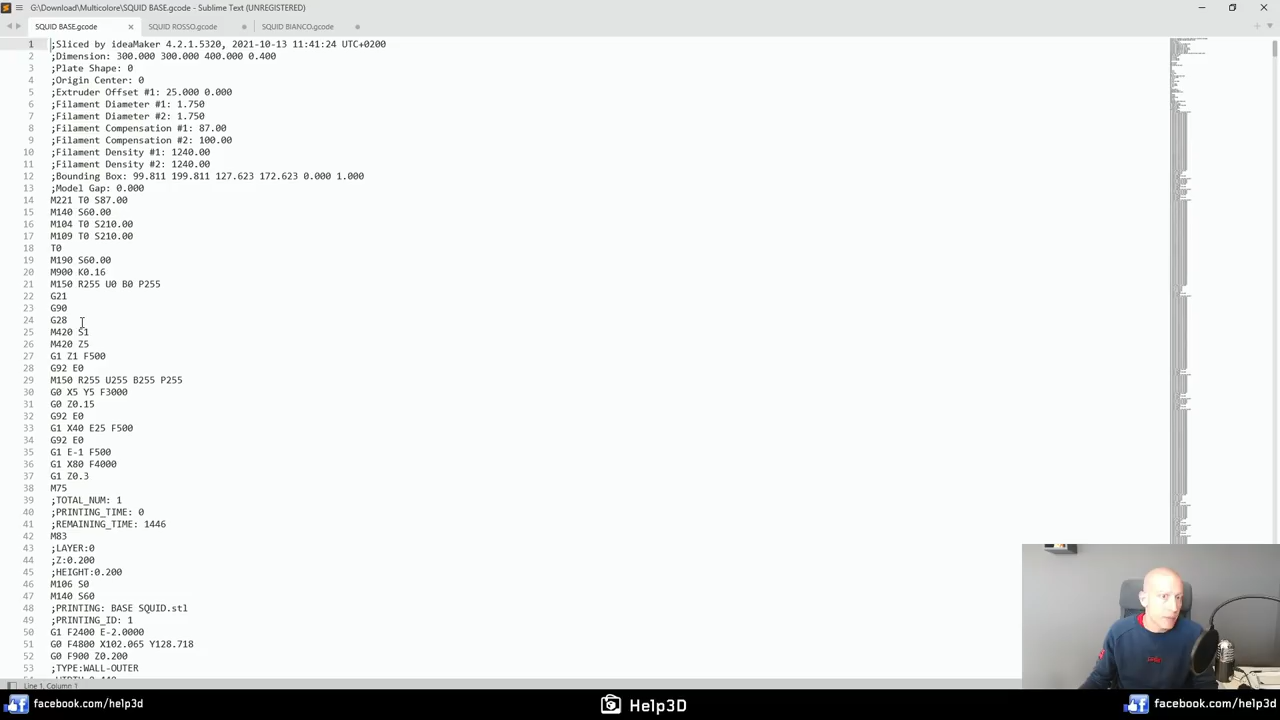 G:\Download\Multicolore\SQUID BASE.gcode - Sublime Text (UNREGISTERED)
SQUID BASE.gcode
SQUID ROSSO.gcode
SQUID BIANCO.gcode
1 ;Sliced by ideaMaker 4.2.1.5320, 2021-10-13 11:41:24 UTC+0200
2 ;Dimension: 300.000 300.000 400.000 0.400
3 ;Plate Shape: 0
4 ;Origin Center: 0
5 ;Extruder Offset #1: 25.000 0.000
6 ;Filament Diameter #1: 1.750
7 ;Filament Diameter #2: 1.750
8 ;Filament Compensation #1: 87.00
9 ;Filament Compensation #2: 100.00
10 ;Filament Density #1: 1240.00
11 ;Filament Density #2: 1240.00
12 ;Bounding Box: 99.811 199.811 127.623 172.623 0.000 1.000
13 ;Model Gap: 0.000
14 M221 T0 S87.00
15 M140 S60.00
16 M104 T0 S210.00
17 M109 T0 S210.00
18 T0
19 M190 S60.00
20 M900 K0.16
21 M150 R255 U0 B0 P255
22 G21
23 G90
24 G28
25 M420 S1
26 M420 Z5
27 G1 Z1 F500
28 G92 E0
29 M150 R255 U255 B255 P255
30 G0 X5 Y5 F3000
31 G0 Z0.15
32 G92 E0
33 G1 X40 E25 F500
34 G92 E0
35 G1 E-1 F500
36 G1 X80 F4000
37 G1 Z0.3
38 M75
39 ;TOTAL_NUM: 1
40 ;PRINTING_TIME: 0
41 ;REMAINING_TIME: 1446
42 M83
43 ;LAYER:0
44 ;Z:0.200
45 ;HEIGHT:0.200
46 M106 S0
47 M140 S60
48 ;PRINTING: BASE SQUID.stl
49 ;PRINTING_ID: 1
50 G1 F2400 E-2.0000
51 G0 F4800 X102.065 Y128.718
52 G0 F900 Z0.200
53 ;TYPE:WALL-OUTER
Line 1, Column 1
facebook.com/help3d
Help3D
facebook.com/help3d